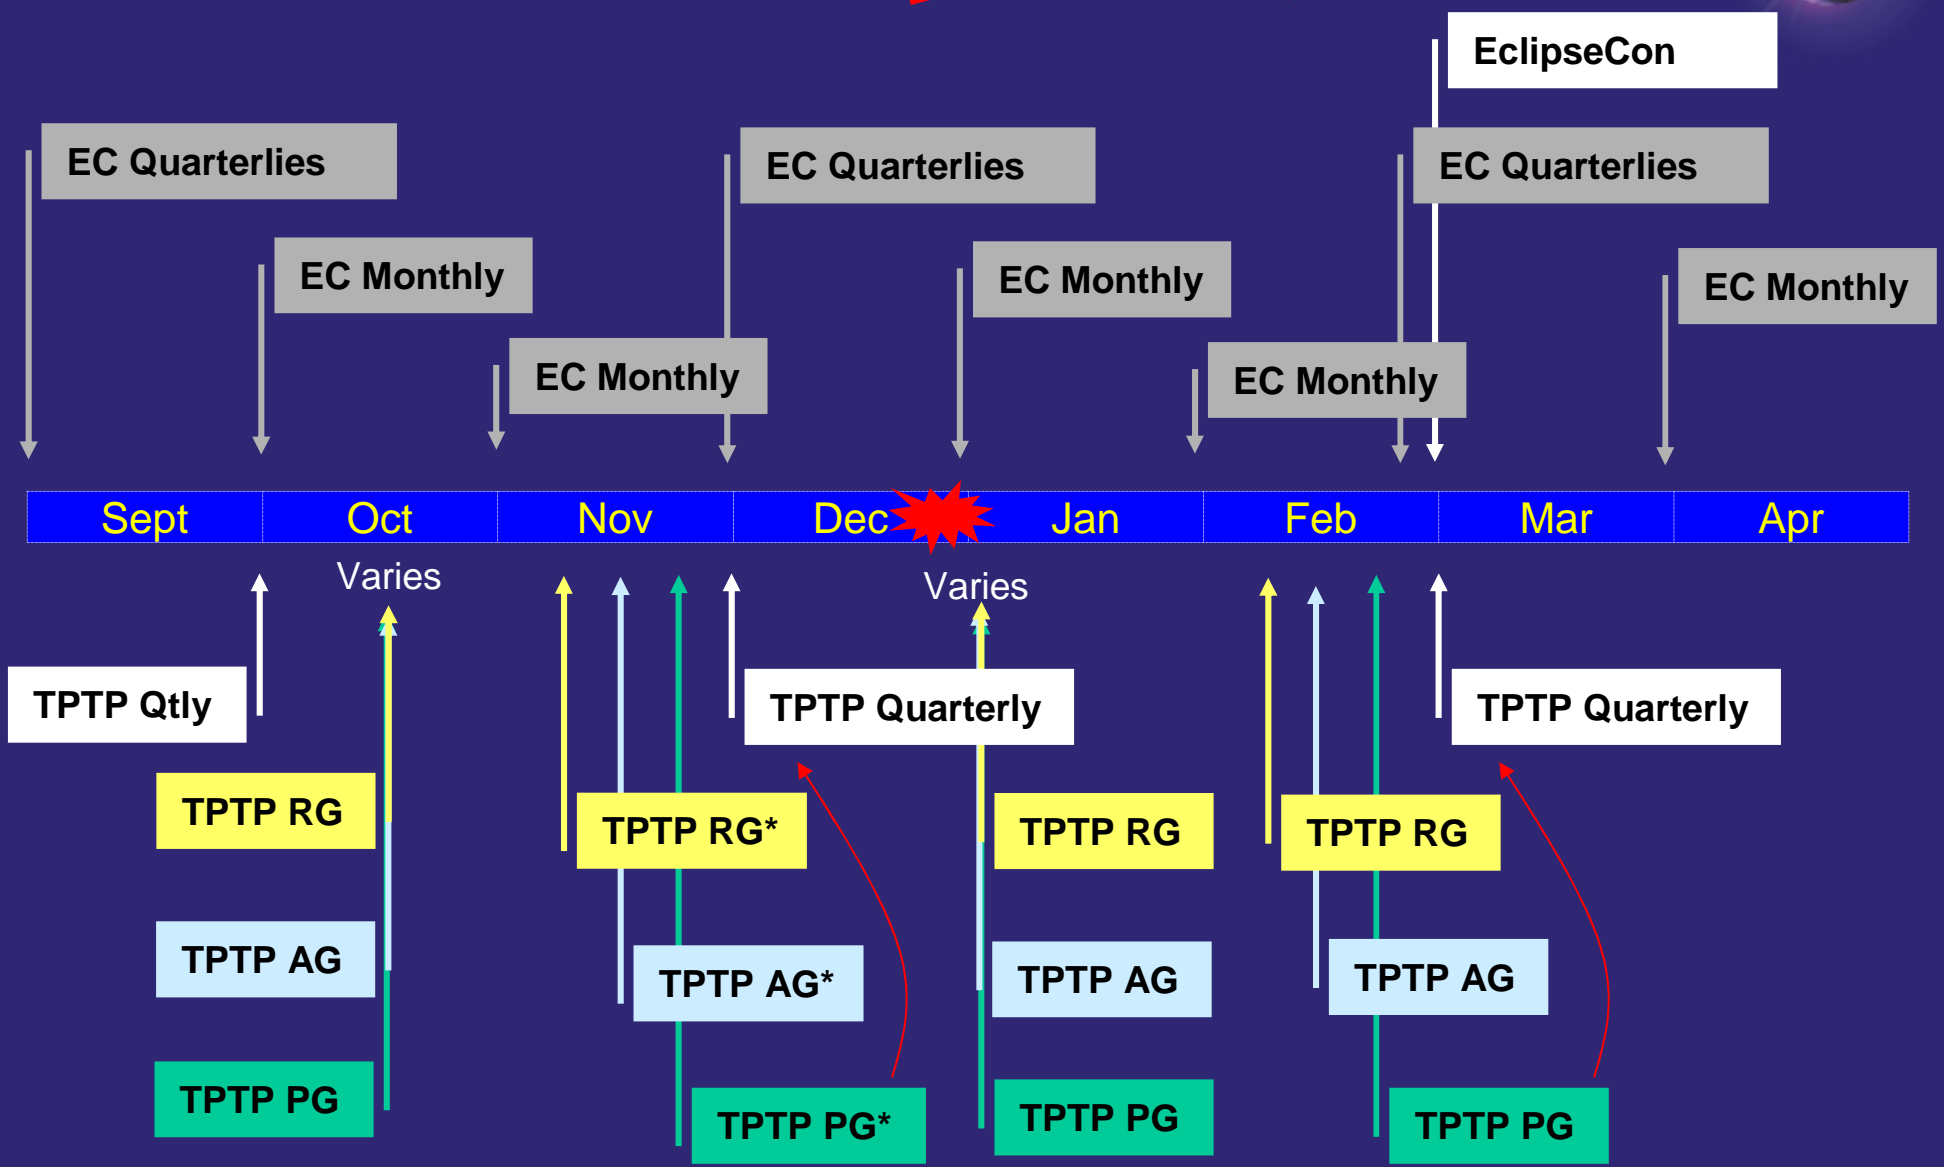 EclipseCon
EC Quarterlies
EC Quarterlies
EC Quarterlies
EC Monthly
EC Monthly
EC Monthly
EC Monthly
EC Monthly
Sept Oct Nov Dec Jan Feb Mar Apr
Varies
Varies
TPTP Qtly
TPTP Quarterly
TPTP Quarterly
TPTP RG
TPTP RG*
TPTP RG
TPTP RG
TPTP AG
TPTP AG*
TPTP AG
TPTP AG
TPTP PG
TPTP PG*
TPTP PG
TPTP PG